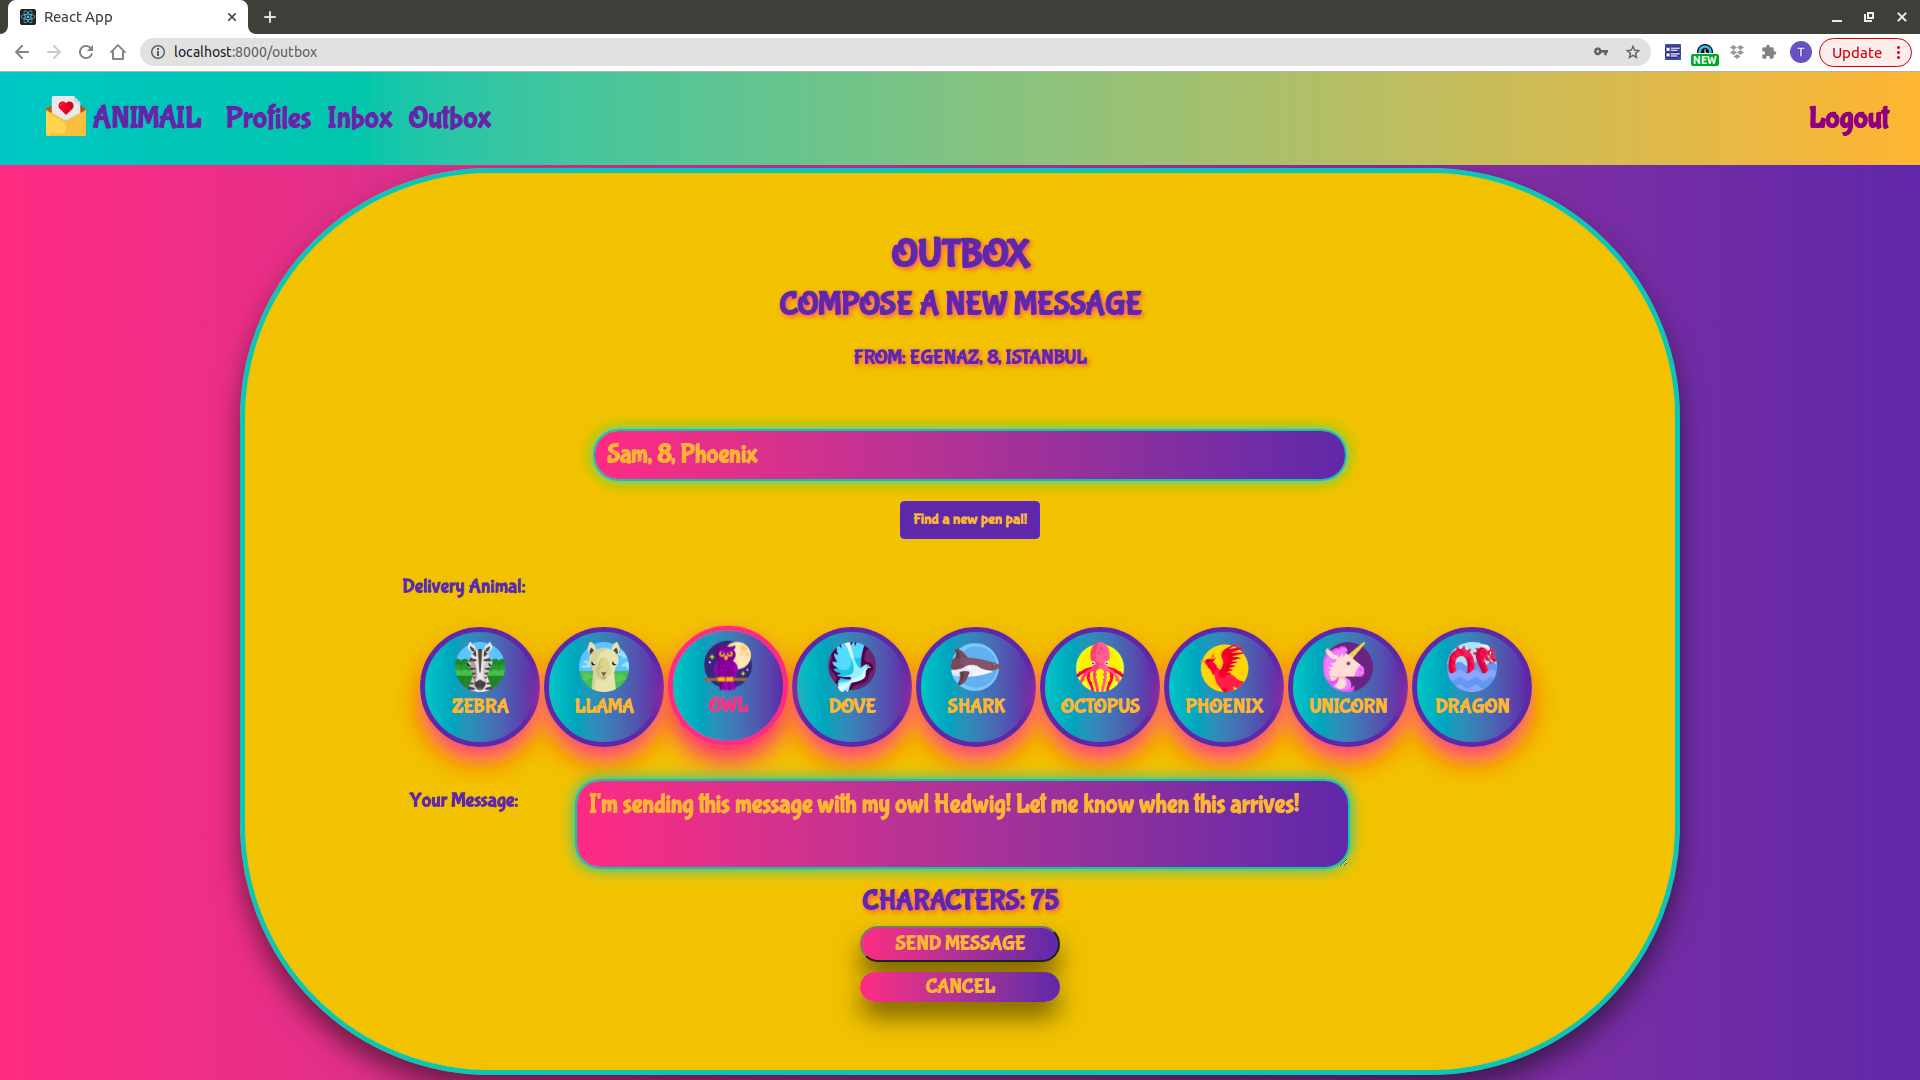 React App
localhost:8000/outbox
NEW
T
Update
ANIMAIL Profiles Inbox Outbox Logout
OUTBOX
COMPOSE A NEW MESSAGE
FROM: EGENAZ, 8, ISTANBUL
Sam, 8, Phoenix
Find a new pen pal!
Delivery Animal:
ZEBRA LLAMA OWL DOVE SHARK OCTOPUS PHOENIX UNICORN DRAGON
Your Message:
I'm sending this message with my owl Hedwig! Let me know when this arrives!
CHARACTERS: 75
SEND MESSAGE
CANCEL